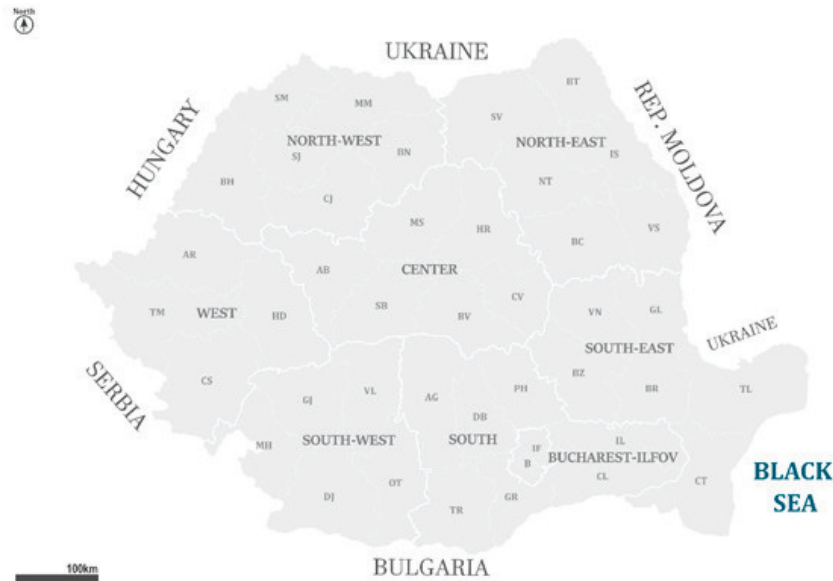 North
UKRAINE
HUNGARY
REP. MOLDOVA
SM
MM
BT
SV
NORTH-WEST
NORTH-EAST
SJ
BN
IS
BH
CJ
NT
MS
HR
BC
VS
AR
AB
CENTER
CV
TM
WEST
HD
SB
BV
VN
GL
UKRAINE
SOUTH-EAST
SERBIA
CS
GJ
VL
AG
PH
BZ
BR
TL
DB
MH
SOUTH-WEST
SOUTH
IF
IL
B
BUCHAREST-ILFOV
DJ
OT
TR
GR
CL
CT
BLACK
SEA
BULGARIA
100km